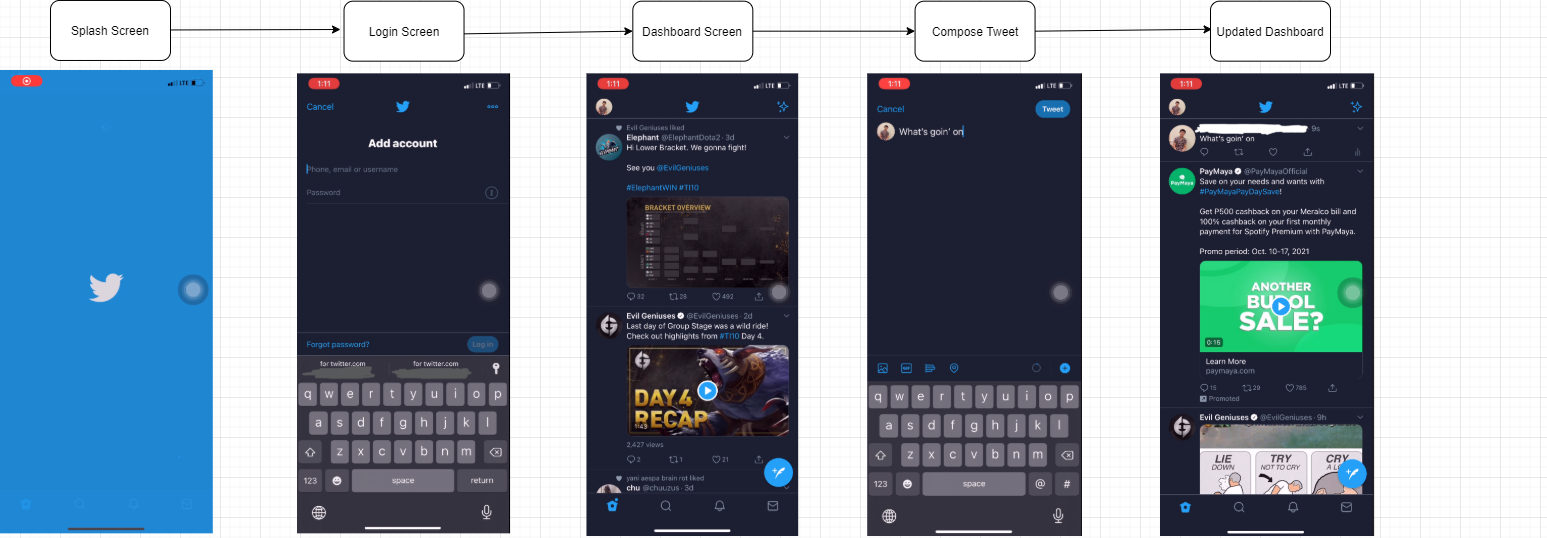 Splash Screen
Login Screen
Dashboard Screen
Compose Tweet
Updated Dashboard
LTE
1:11
LTE
Cancel
Add account
Phone, email or username
Password
Forgot password?
Log in
for twitter.com
for twitter.com
q w e r t y u i o p
a s d f g h j k l
z x c v b n m
123
space
return
1:11
LTE
Evil Geniuses liked
Elephant @ElephantDota2 · 3d
Hi Lower Bracket. We gonna fight!
See you @EvilGeniuses
#ElephantWIN #TI10
BRACKET OVERVIEW
32
28
492
Evil Geniuses @EvilGeniuses · 2d
Last day of Group Stage was a wild ride!
Check out highlights from #TI10 Day 4.
DAY 4
RECAP
1:43
2,427 views
2
1
21
yani aespa brain rot liked
chu @chuuzus · 3d
1:11
LTE
Cancel
Tweet
What's goin' on
GIF
q w e r t y u i o p
a s d f g h j k l
z x c v b n m
123
space
@
#
1:11
LTE
9s
What's goin' on
PayMaya
PayMaya @PayMayaOfficial
Save on your needs and wants with
#PayMayaPayDaySave!
Get P500 cashback on your Meralco bill and
100% cashback on your first monthly
payment for Spotify Premium with PayMaya.
Promo period: Oct. 10-17, 2021
ANOTHER
BUDOL
SALE?
0:15
Learn More
paymaya.com
15
29
785
Promoted
Evil Geniuses @EvilGeniuses · 9h
LIE
DOWN
TRY
NOT TO CRY
CRY